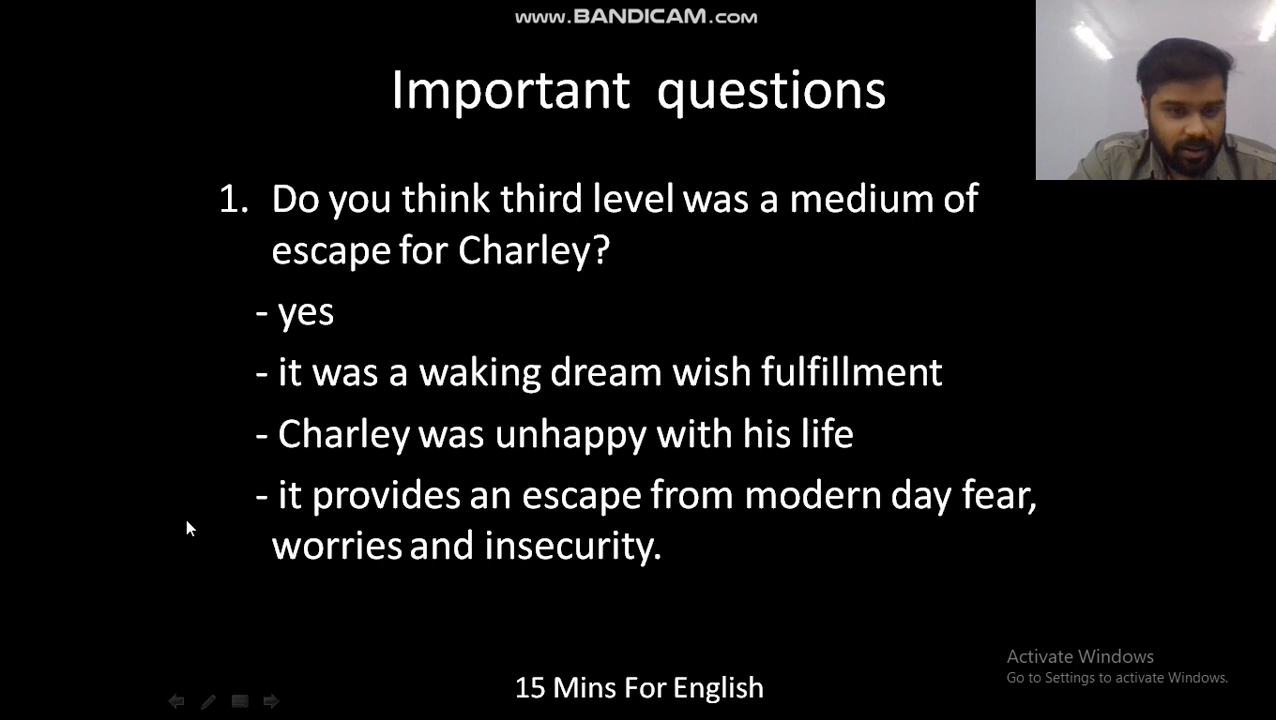 www.BANDICAM.com
Important questions
1. Do you think third level was a medium of
escape for Charley?
- yes
- it was a waking dream wish fulfillment
- Charley was unhappy with his life
- it provides an escape from modern day fear,
worries and insecurity.
Activate Windows
Go to Settings to activate Windows.
15 Mins For English